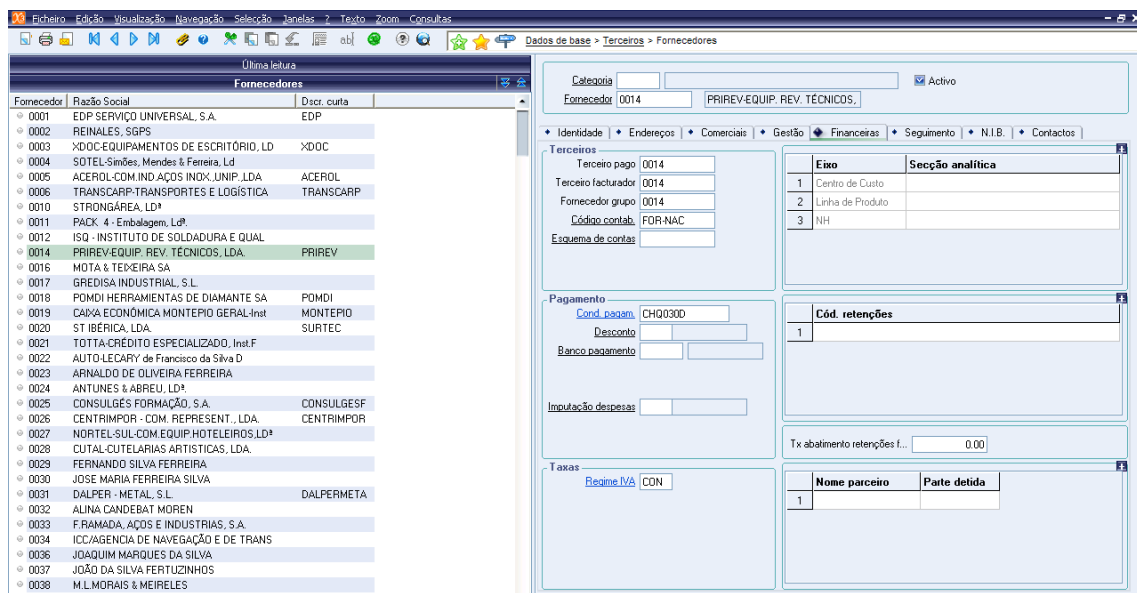 Ficheiro Edição Visualização Navegação Selecção Janelas ? Texto Zoom Consultas
Dados de base > Terceiros > Fornecedores
Última leitura
Fornecedores
Fornecedor Razão Social Dscr. curta
0001 EDP SERVIÇO UNIVERSAL, S.A. EDP
0002 REINALES, SGPS
0003 XDOC-EQUIPAMENTOS DE ESCRITÓRIO, LD XDOC
0004 SOTEL-Simões, Mendes & Ferreira, Ld
0005 ACEROL-COM.IND.AÇOS INOX.,UNIP.,LDA ACEROL
0006 TRANSCARP-TRANSPORTES E LOGÍSTICA TRANSCARP
0010 STRONGÁREA, LDª
0011 PACK 4 - Embalagem, Ldª.
0012 ISQ - INSTITUTO DE SOLDADURA E QUAL
0014 PRIREV-EQUIP. REV. TÉCNICOS, LDA. PRIREV
0016 MOTA & TEIXEIRA SA
0017 GREDISA INDUSTRIAL, S.L.
0018 POMDI HERRAMIENTAS DE DIAMANTE SA POMDI
0019 CAIXA ECONÓMICA MONTEPIO GERAL-Inst MONTEPIO
0020 ST IBÉRICA, LDA. SURTEC
0021 TOTTA-CRÉDITO ESPECIALIZADO, Inst.F
0022 AUTO-LECARY de Francisco da Silva D
0023 ARNALDO DE OLIVEIRA FERREIRA
0024 ANTUNES & ABREU, LDª.
0025 CONSULGÉS FORMAÇÃO, S.A. CONSULGESF
0026 CENTRIMPOR - COM. REPRESENT., LDA. CENTRIMPOR
0027 NORTEL-SUL-COM.EQUIP.HOTELEIROS,LDª
0028 CUTAL-CUTELARIAS ARTISTICAS, LDA.
0029 FERNANDO SILVA FERREIRA
0030 JOSE MARIA FERREIRA SILVA
0031 DALPER - METAL, S.L. DALPERMETA
0032 ALINA CANDEBAT MOREN
0033 F.RAMADA, AÇOS E INDUSTRIAS, S.A.
0034 ICC/AGENCIA DE NAVEGAÇÃO E DE TRANS
0036 JOAQUIM MARQUES DA SILVA
0037 JOÃO DA SILVA FERTUZINHOS
0038 M.L.MORAIS & MEIRELES
Categoria Activo
Fornecedor 0014 PRIREV-EQUIP. REV. TÉCNICOS,
Identidade Endereços Comerciais Gestão Financeiras Seguimento N.I.B. Contactos
Terceiros
Terceiro pago 0014
Terceiro facturador 0014
Fornecedor grupo 0014
Código contab. FOR-NAC
Esquema de contas
Eixo Secção analítica
1 Centro de Custo
2 Linha de Produto
3 NH
Pagamento
Cond. pagam. CHQ030D
Desconto
Banco pagamento
Imputação despesas
Cód. retenções
1
Tx abatimento retenções f... 0.00
Taxas
Regime IVA CON
Nome parceiro Parte detida
1